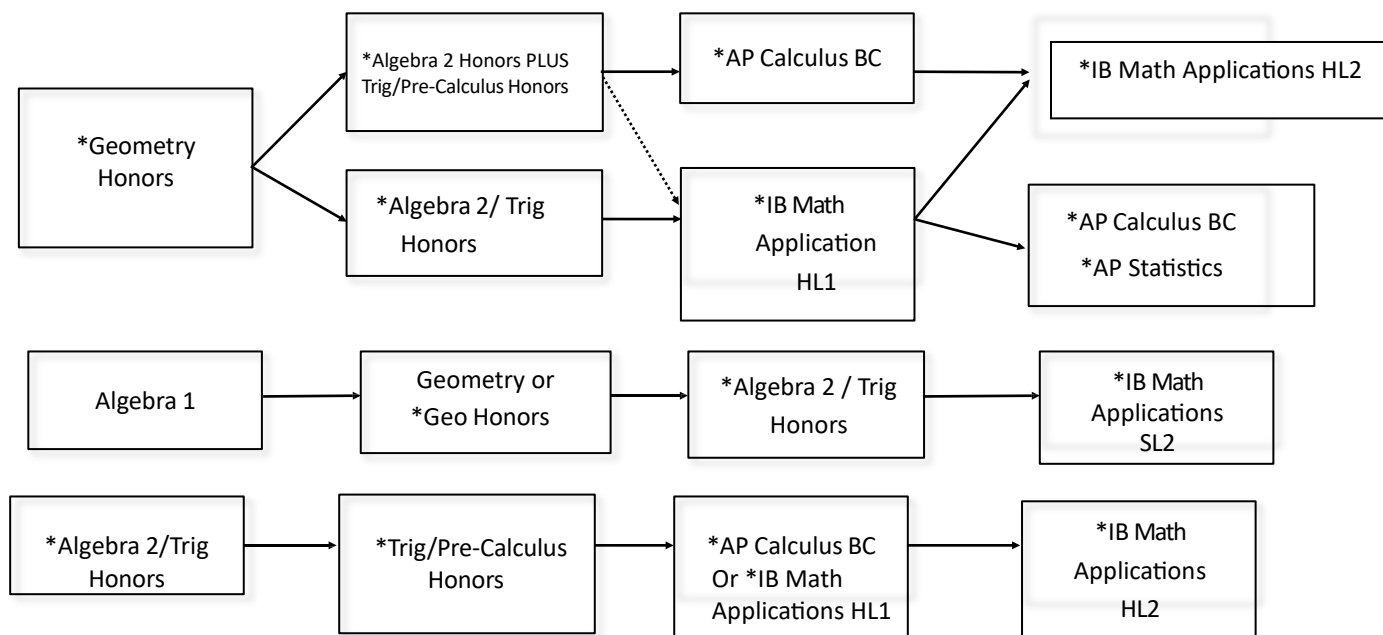 *Geometry
Honors
*Algebra 2 Honors PLUS
Trig/Pre-Calculus Honors
*Algebra 2/ Trig
Honors
*AP Calculus BC
*IB Math
Application
HL1
*IB Math Applications HL2
*AP Calculus BC
*AP Statistics
Algebra 1
Geometry or
*Geo Honors
*Algebra 2 / Trig
Honors
*IB Math
Applications
SL2
*Algebra 2/Trig
Honors
*Trig/Pre-Calculus
Honors
*AP Calculus BC
Or *IB Math
Applications HL1
*IB Math
Applications
HL2